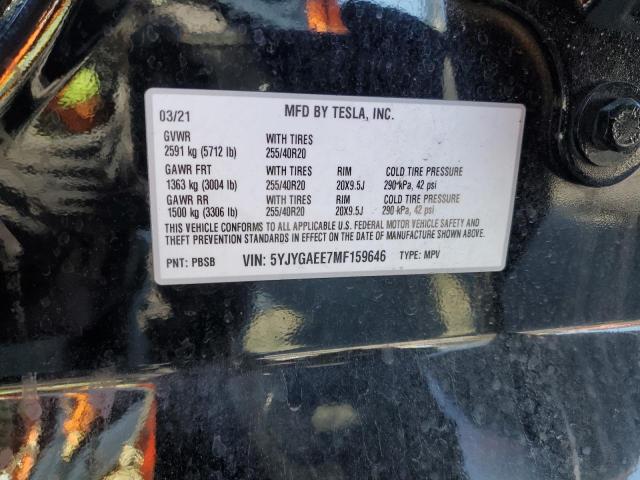 03/21 MFD BY TESLA, INC.
GVWR WITH TIRES
2591 kg (5712 lb) 255/40R20
GAWR FRT WITH TIRES RIM COLD TIRE PRESSURE
1363 kg (3004 lb) 255/40R20 20X9.5J 290 kPa, 42 psi
GAWR RR WITH TIRES RIM COLD TIRE PRESSURE
1500 kg (3306 lb) 255/40R20 20X9.5J 290 kPa, 42 psi
THIS VEHICLE CONFORMS TO ALL APPLICABLE U.S. FEDERAL MOTOR VEHICLE SAFETY AND
THEFT PREVENTION STANDARDS IN EFFECT ON THE DATE OF MANUFACTURE SHOWN ABOVE.
PNT: PBSB VIN: 5YJYGAEE7MF159646 TYPE: MPV